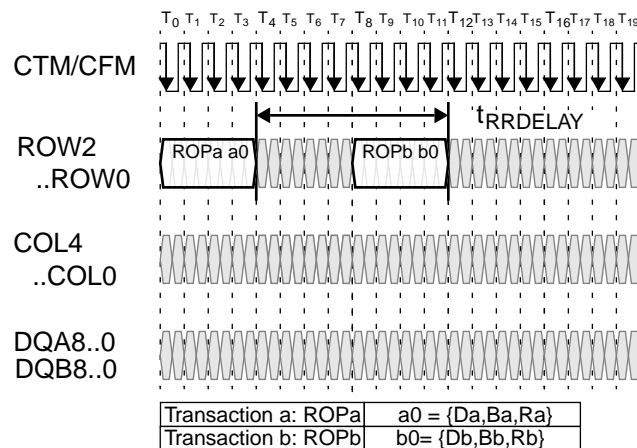 T0 T1 T2 T3 T4 T5 T6 T7 T8 T9 T10 T11 T12 T13 T14 T15 T16 T17 T18 T19
CTM/CFM
tRRDELAY
ROW2
..ROW0
ROPa a0
ROPb b0
COL4
..COL0
DQA8..0
DQB8..0
Transaction a: ROPa a0 = {Da,Ba,Ra}
Transaction b: ROPb b0= {Db,Bb,Rb}